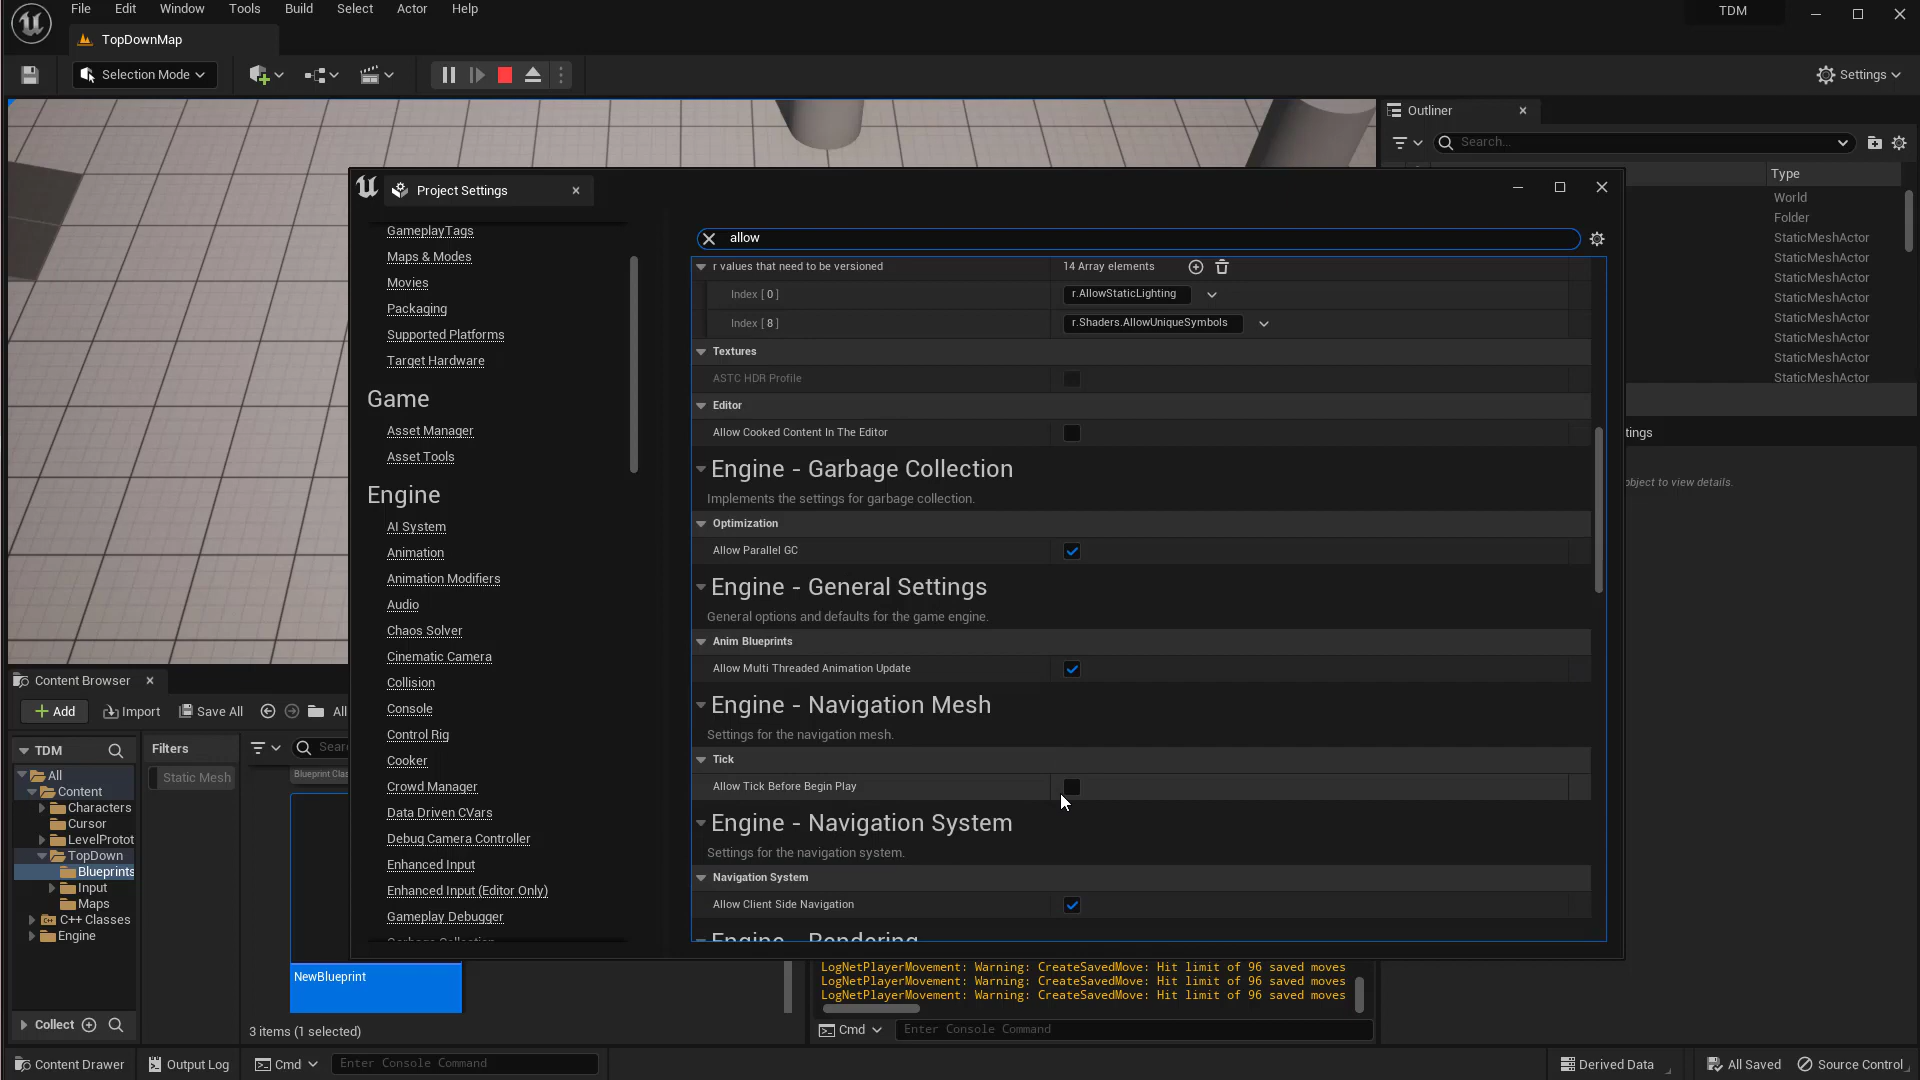 File Edit Window Tools Build Select Actor Help
TDM
TopDownMap
Selection Mode
Settings
Outliner
Search...
Type
World
Folder
StaticMeshActor
StaticMeshActor
StaticMeshActor
StaticMeshActor
StaticMeshActor
StaticMeshActor
StaticMeshActor
StaticMeshActor
tings
object to view details.
Project Settings
allow
GameplayTags
Maps & Modes
Movies
Packaging
Supported Platforms
Target Hardware
Game
Asset Manager
Asset Tools
Engine
AI System
Animation
Animation Modifiers
Audio
Chaos Solver
Cinematic Camera
Collision
Console
Control Rig
Cooker
Crowd Manager
Data Driven CVars
Debug Camera Controller
Enhanced Input
Enhanced Input (Editor Only)
Gameplay Debugger
Garbage Collection
r values that need to be versioned 14 Array elements
Index [ 0 ] r.AllowStaticLighting
Index [ 8 ] r.Shaders.AllowUniqueSymbols
Textures
ASTC HDR Profile
Editor
Allow Cooked Content In The Editor
Engine - Garbage Collection
Implements the settings for garbage collection.
Optimization
Allow Parallel GC
Engine - General Settings
General options and defaults for the game engine.
Anim Blueprints
Allow Multi Threaded Animation Update
Engine - Navigation Mesh
Settings for the navigation mesh.
Tick
Allow Tick Before Begin Play
Engine - Navigation System
Settings for the navigation system.
Navigation System
Allow Client Side Navigation
Engine - Rendering
Content Browser
Add Import Save All All
TDM
Filters
Sear
Static Mesh
Blueprint Clas
All
Content
Characters
Cursor
LevelProtot
TopDown
Blueprints
Input
Maps
C++ Classes
Engine
NewBlueprint
Collect
3 items (1 selected)
LogNetPlayerMovement: Warning: CreateSavedMove: Hit limit of 96 saved moves
LogNetPlayerMovement: Warning: CreateSavedMove: Hit limit of 96 saved moves
LogNetPlayerMovement: Warning: CreateSavedMove: Hit limit of 96 saved moves
Cmd Enter Console Command
Content Drawer Output Log Cmd Enter Console Command Derived Data All Saved Source Control